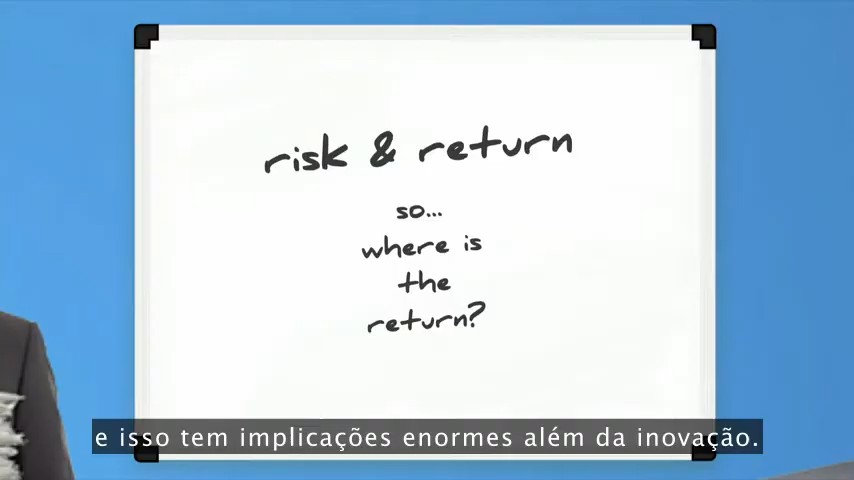 risk & return
so...
where is
the
return?
e isso tem implicações enormes além da inovação.